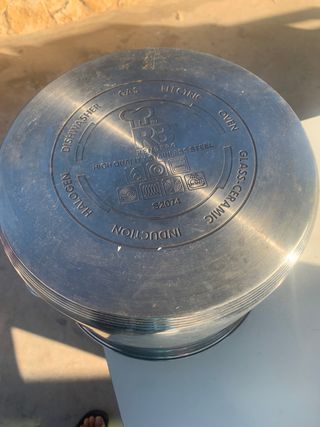 DISHWASHER
GAS
ELECTRIC
OVEN
GLASS-CERAMIC
INDUCTION
HALOGEN
HIGH QUALITY STAINLESS STEEL
S2074